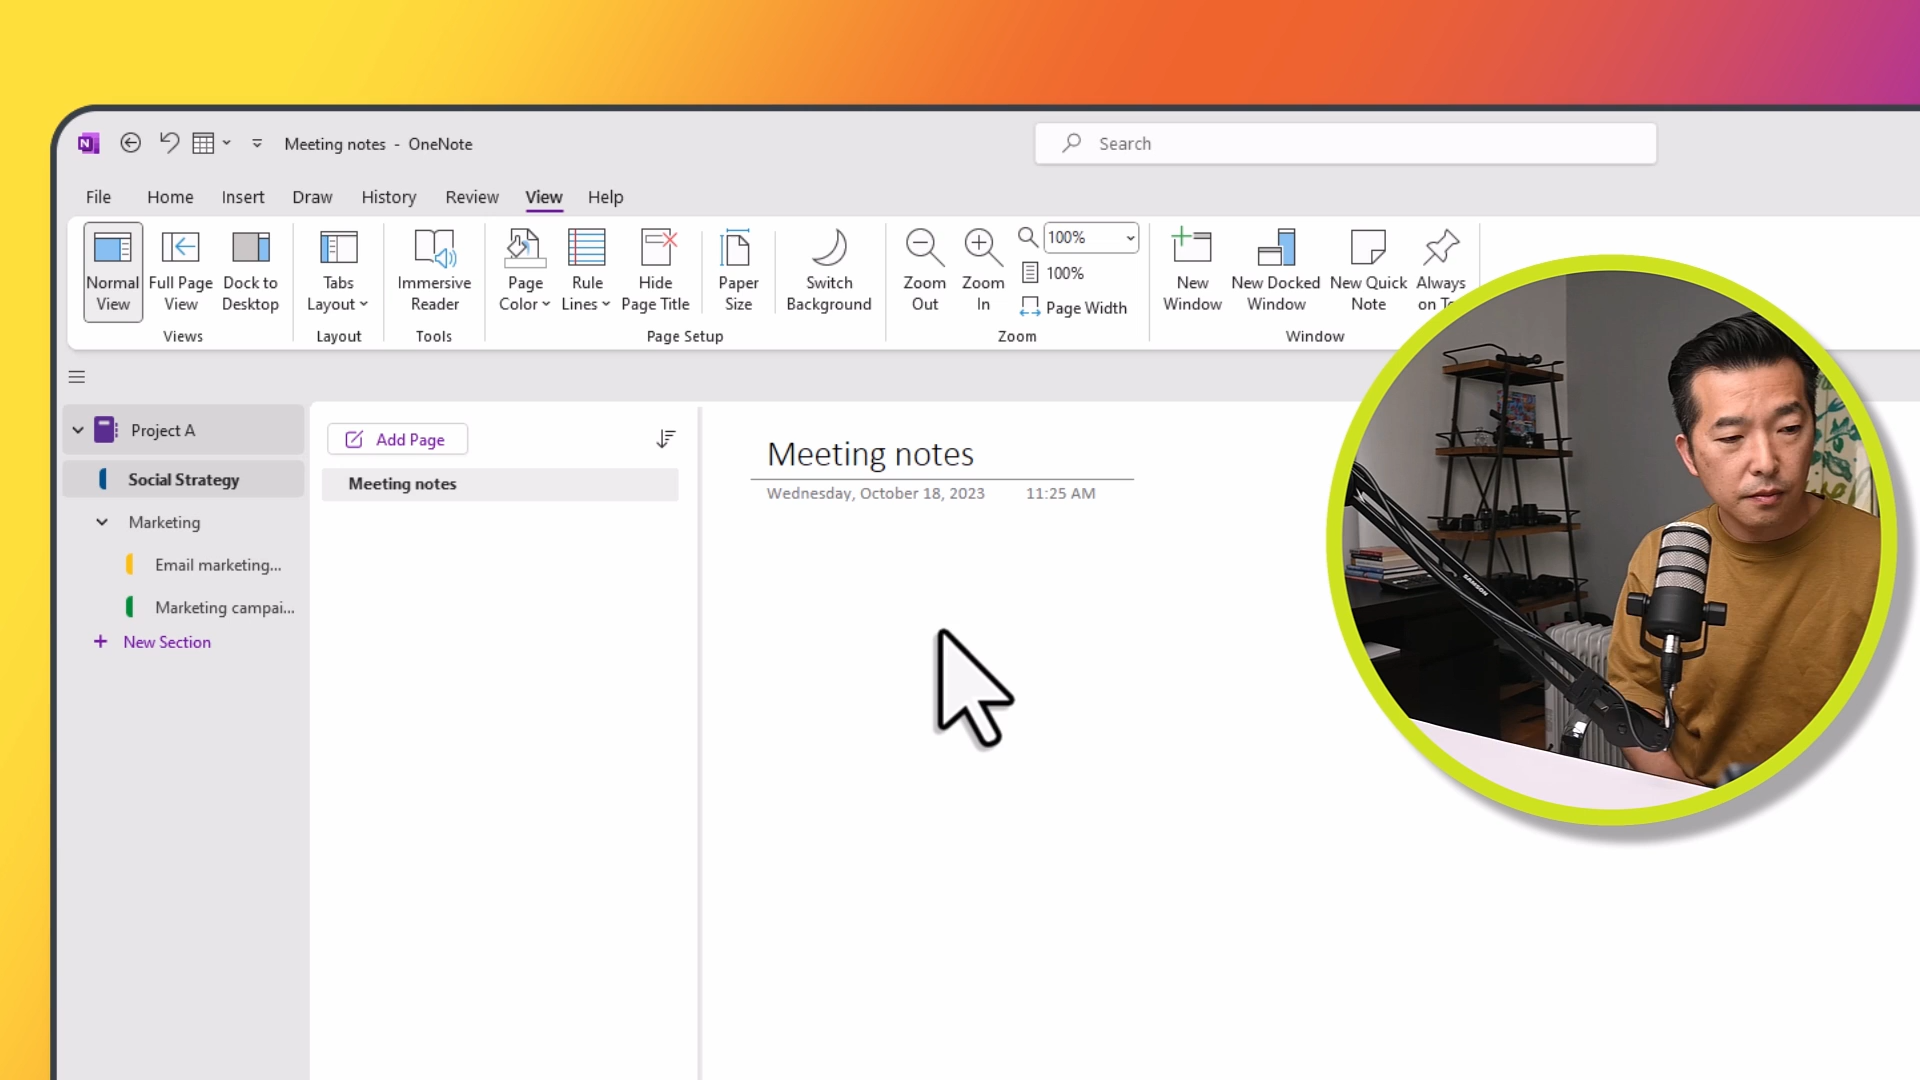 Meeting notes - OneNote
Search
File Home Insert Draw History Review View Help
Normal View
Full Page View
Dock to Desktop
Views
Tabs Layout
Layout
Immersive Reader
Tools
Page Color
Rule Lines
Hide Page Title
Paper Size
Switch Background
Page Setup
Zoom Out
Zoom In
100%
100%
Page Width
Zoom
New Window
New Docked Window
New Quick Note
Always on
Window
Project A
Social Strategy
Marketing
Email marketing...
Marketing campai...
+ New Section
Add Page
Meeting notes
Meeting notes
Wednesday, October 18, 2023 11:25 AM
SAMSON